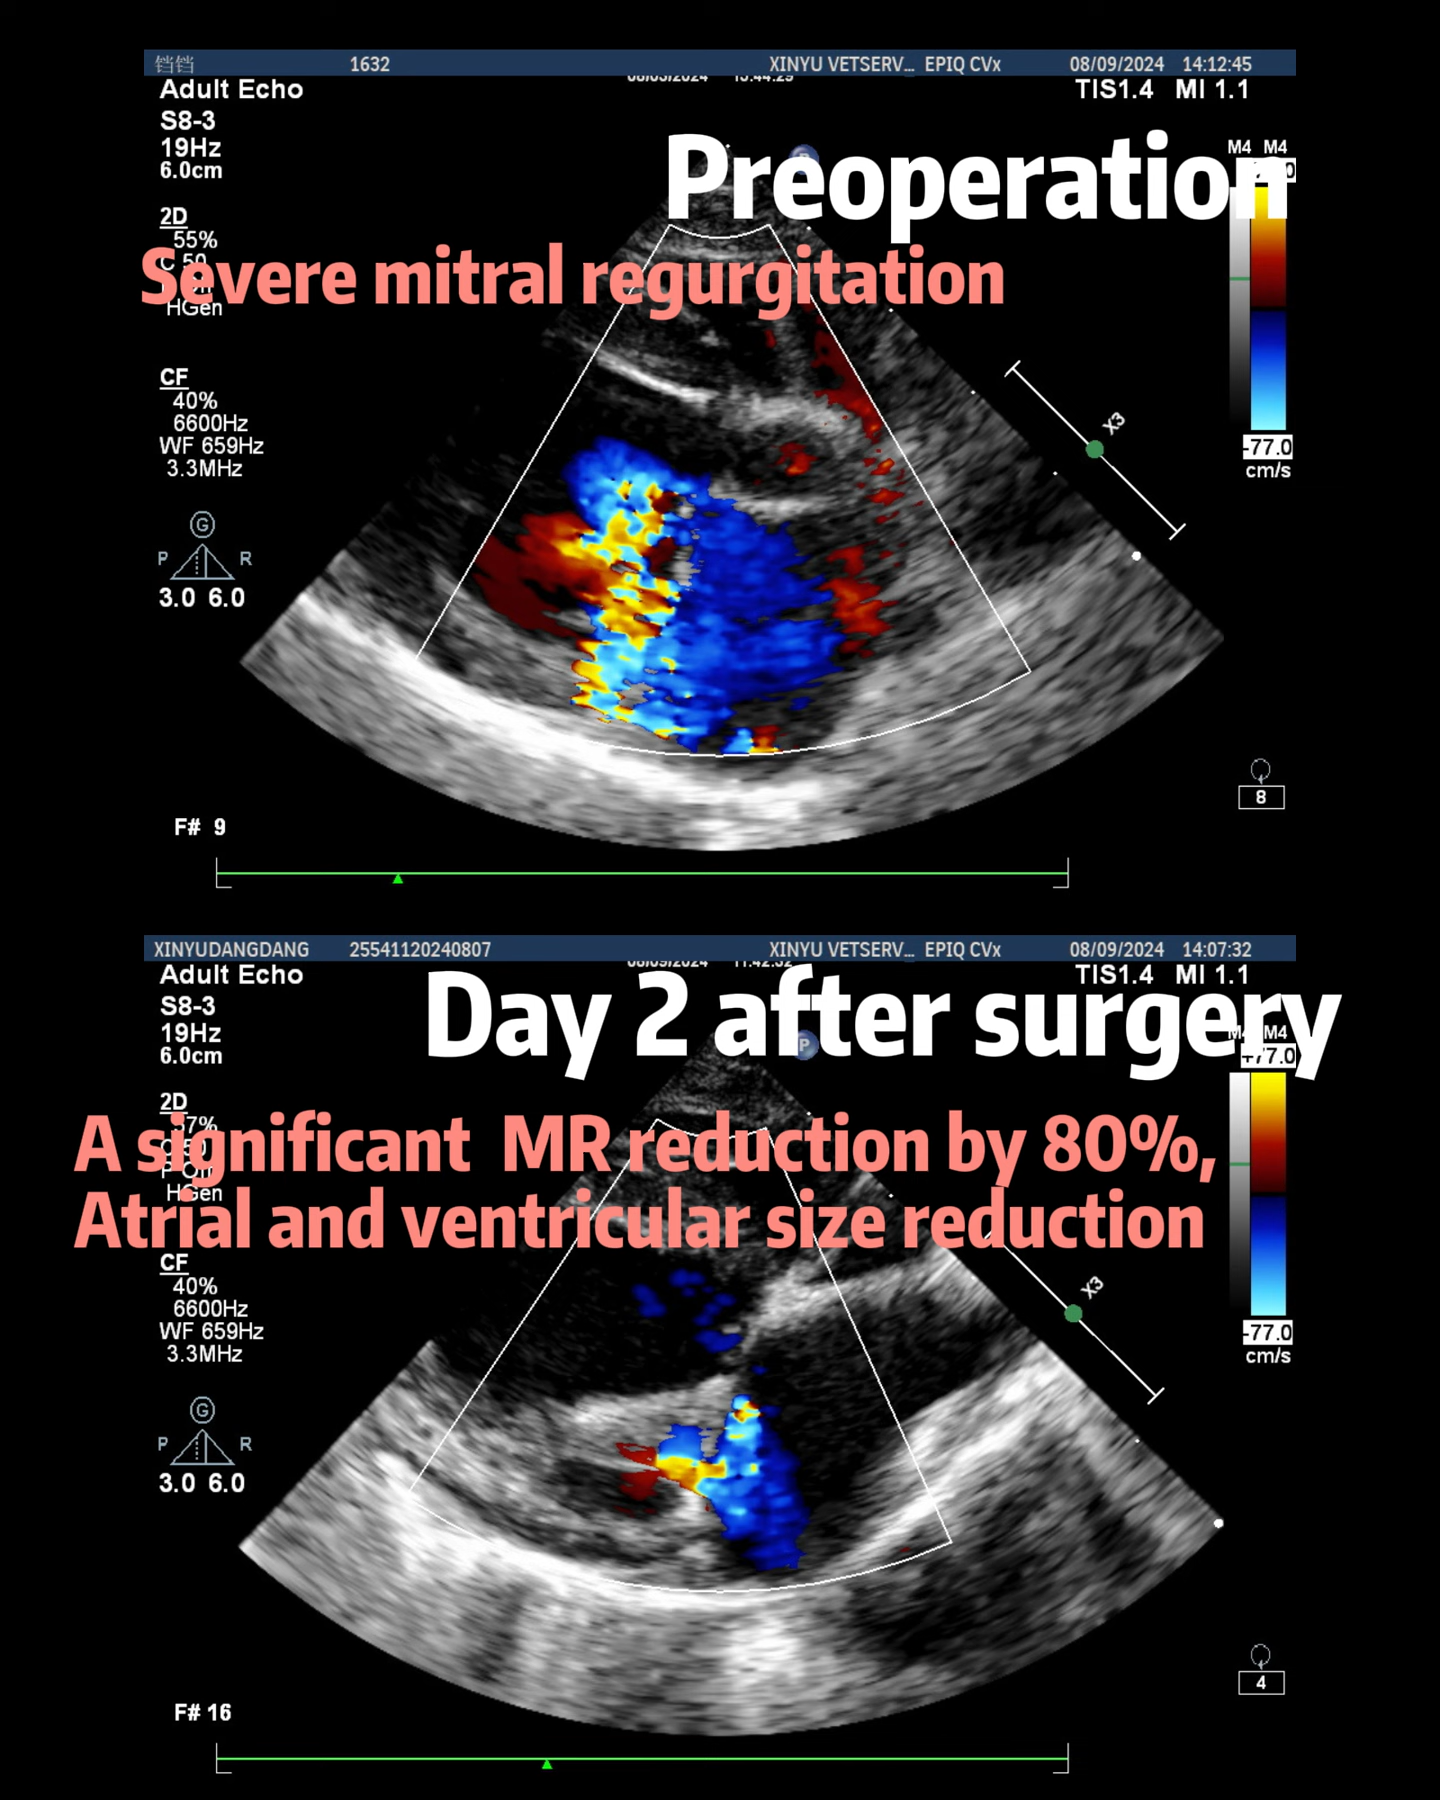 铛铛 1632 XINYU VETSERV... EPIQ CVx 08/09/2024 14:12:45
Adult Echo TIS1.4 MI 1.1
S8-3
19Hz
6.0cm
Preoperation
M4 M4
2D
55%
C 50
Severe mitral regurgitation
HGen
CF
40%
6600Hz
WF 659Hz
3.3MHz
X3
-77.0
cm/s
G
P R
3.0 6.0
8
F# 9
XINYUDANGDANG 25541120240807 XINYU VETSERV... EPIQ CVx 08/09/2024 14:07:32
Adult Echo TIS1.4 MI 1.1
S8-3
19Hz
6.0cm
Day 2 after surgery
P
M4
+77.0
2D
A significant MR reduction by 80%,
HGen
Atrial and ventricular size reduction
CF
40%
6600Hz
WF 659Hz
3.3MHz
X3
-77.0
cm/s
G
P R
3.0 6.0
4
F# 16